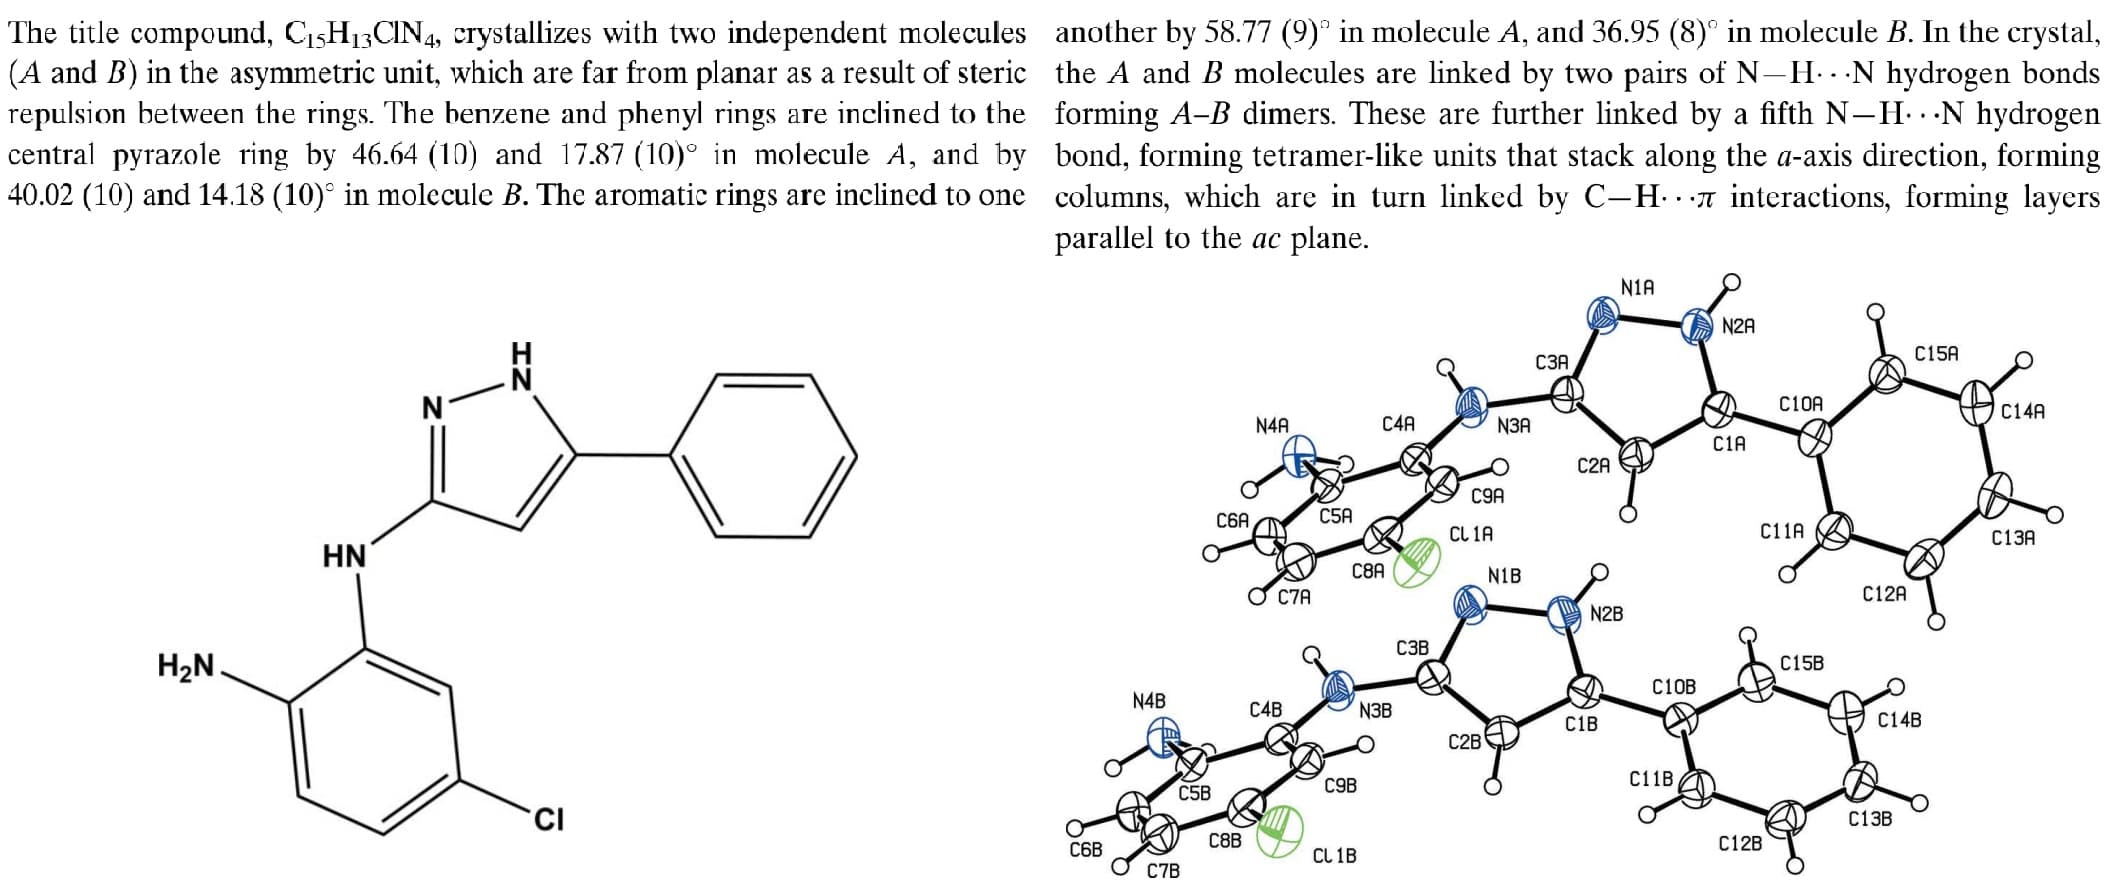 The title compound, C15H13ClN4, crystallizes with two independent molecules
(A and B) in the asymmetric unit, which are far from planar as a result of steric
repulsion between the rings. The benzene and phenyl rings are inclined to the
central pyrazole ring by 46.64 (10) and 17.87 (10)° in molecule A, and by
40.02 (10) and 14.18 (10)° in molecule B. The aromatic rings are inclined to one
another by 58.77 (9)° in molecule A, and 36.95 (8)° in molecule B. In the crystal,
the A and B molecules are linked by two pairs of N—H···N hydrogen bonds
forming A–B dimers. These are further linked by a fifth N—H···N hydrogen
bond, forming tetramer-like units that stack along the a-axis direction, forming
columns, which are in turn linked by C—H···π interactions, forming layers
parallel to the ac plane.
H
N
N
HN
H2N
Cl
N1A
N2A
C3A
C15A
C14A
C10A
N4A
C4A
N3A
C1A
C2A
C9A
C6A
C5A
CL1A
C11A
C13A
C8A
C7A
C12A
N1B
N2B
C3B
C15B
C10B
N4B
C4B
N3B
C1B
C14B
C2B
C11B
C9B
C5B
C13B
C8B
C12B
C6B
CL1B
C7B